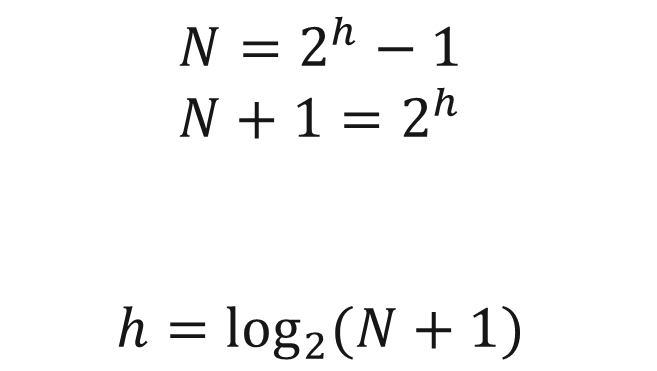 N = 2^h − 1
N + 1 = 2^h
h = log₂(N + 1)